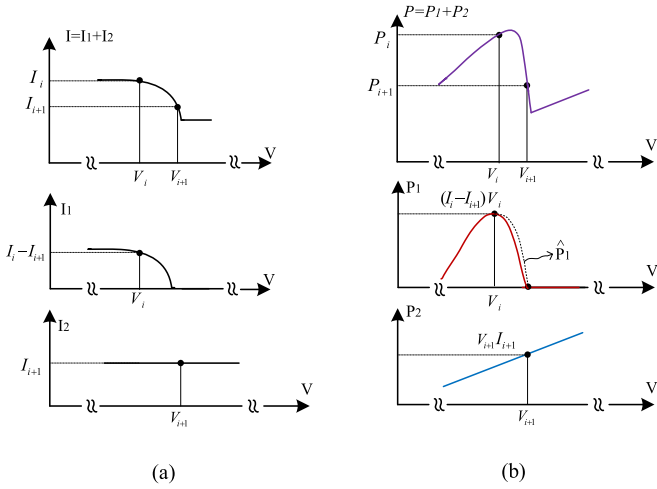 I=I1+I2
Ii
Ii+1
V
Vi
Vi+1
I1
Ii−Ii+1
V
Vi
I2
Ii+1
V
Vi+1
(a)
P=P1+P2
Pi
Pi+1
V
Vi
Vi+1
P1
(Ii−Ii+1)Vi
P̂1
V
Vi
P2
Vi+1Ii+1
V
Vi+1
(b)